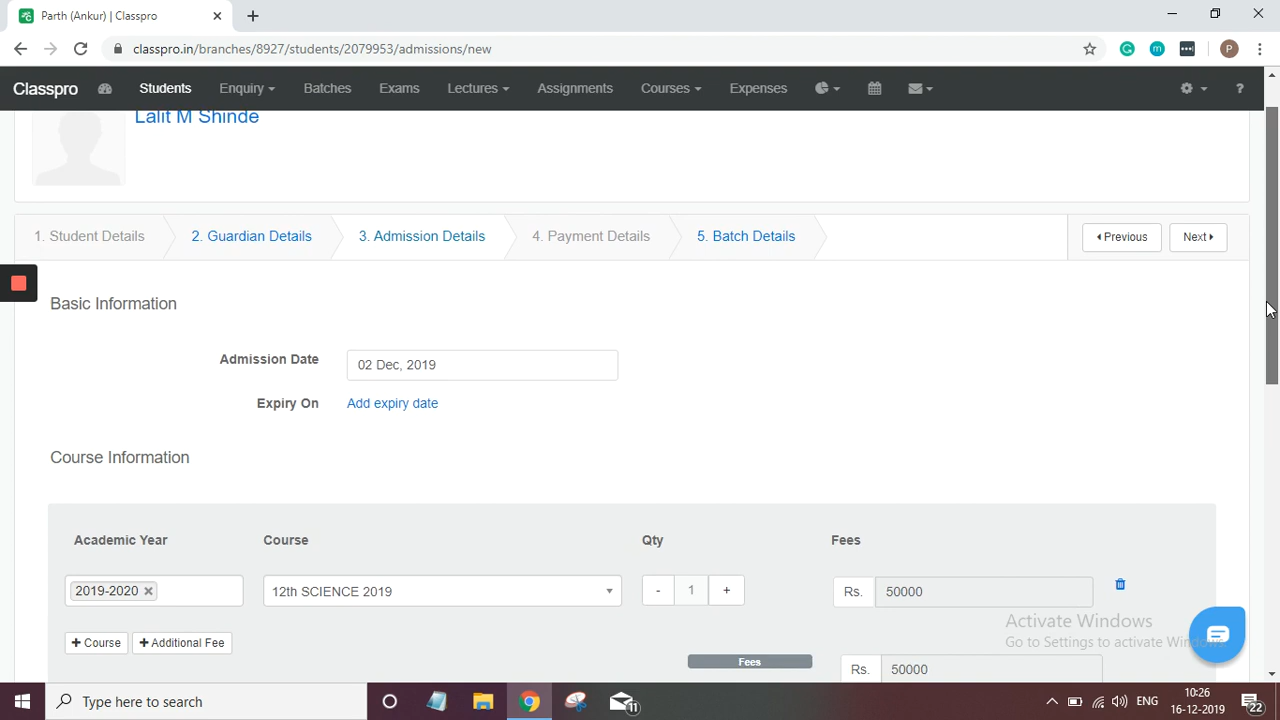 Parth (Ankur) | Classpro
classpro.in/branches/8927/students/2079953/admissions/new
P
Classpro Students Enquiry Batches Exams Lectures Assignments Courses Expenses ?
Lalit M Shinde
1. Student Details 2. Guardian Details 3. Admission Details 4. Payment Details 5. Batch Details Previous Next
Basic Information
Admission Date 02 Dec, 2019
Expiry On Add expiry date
Course Information
Academic Year Course Qty Fees
2019-2020 × 12th SCIENCE 2019 - 1 + Rs. 50000
Activate Windows
Go to Settings to activate Windows.
+ Course + Additional Fee
Fees Rs. 50000
Type here to search 11 ENG 10:26
16-12-2019 22